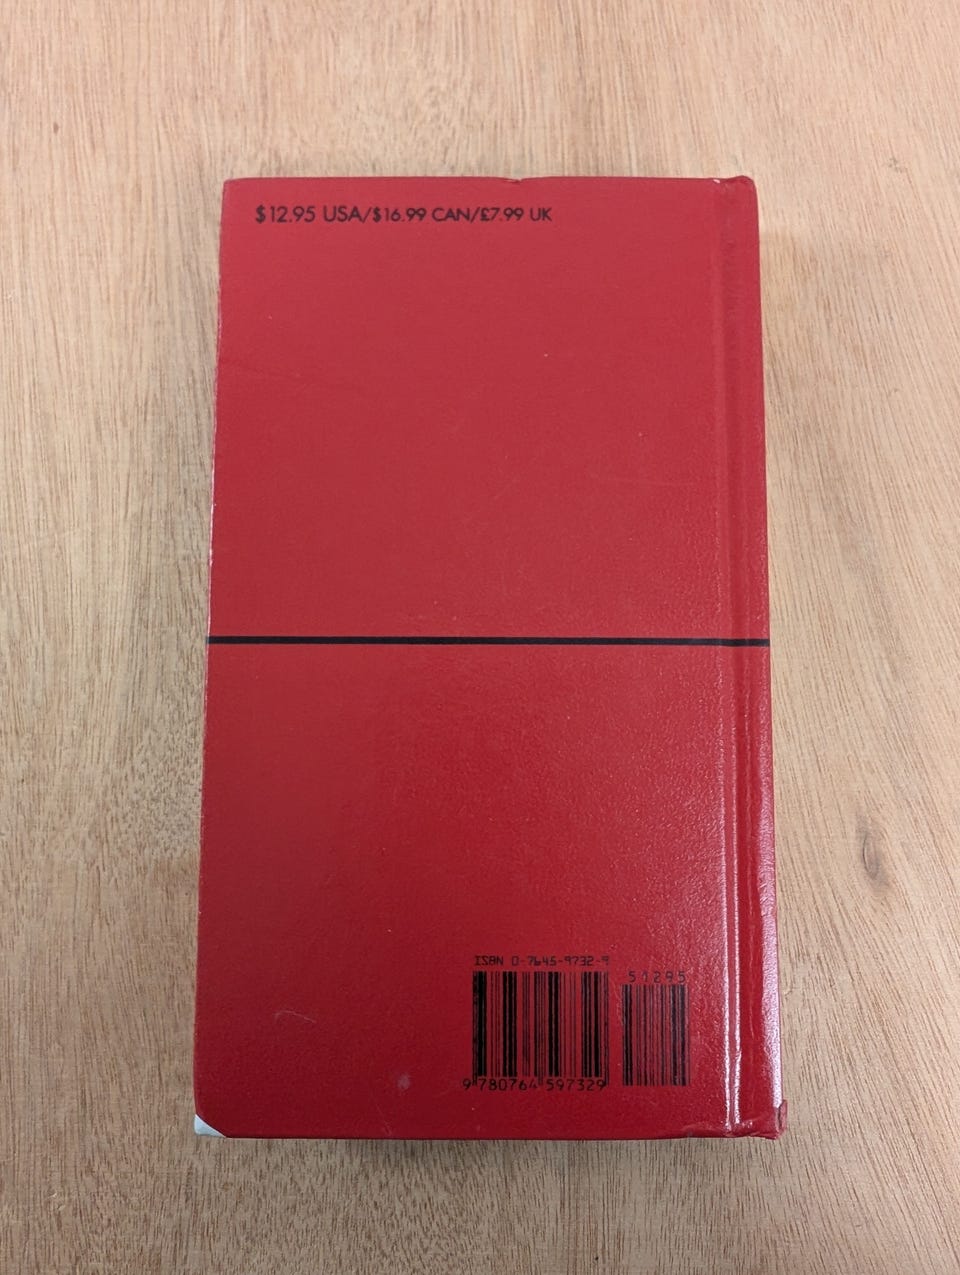 $12.95 USA/$16.99 CAN/£7.99 UK
ISBN 0-7645-9732-9
51295
9 780764 597329